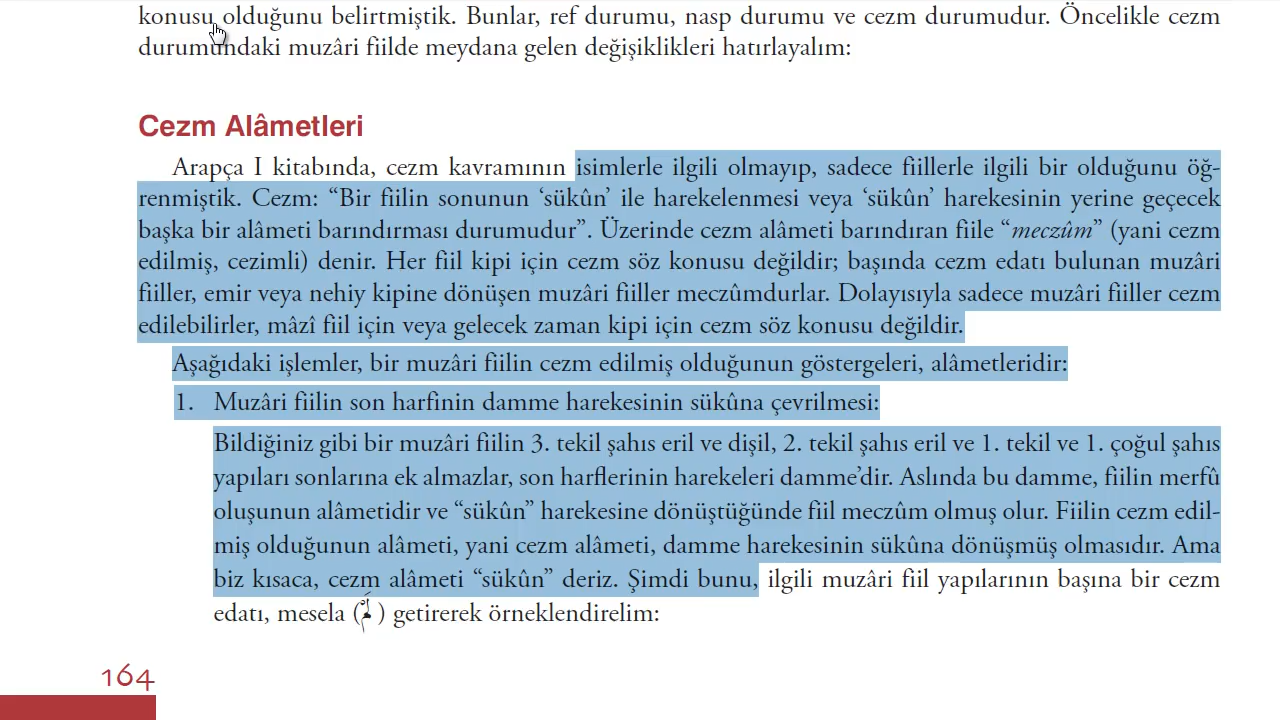 konusu olduğunu belirtmiştik. Bunlar, ref durumu, nasp durumu ve cezm durumudur. Öncelikle cezm
durumundaki muzâri fiilde meydana gelen değişiklikleri hatırlayalım:
Cezm Alâmetleri
Arapça I kitabında, cezm kavramının isimlerle ilgili olmayıp, sadece fiillerle ilgili bir olduğunu öğ-
renmiştik. Cezm: “Bir fiilin sonunun ‘sükûn’ ile harekelenmesi veya ‘sükûn’ harekesinin yerine geçecek
başka bir alâmeti barındırması durumudur”. Üzerinde cezm alâmeti barındıran fiile “meczûm” (yani cezm
edilmiş, cezimli) denir. Her fiil kipi için cezm söz konusu değildir; başında cezm edatı bulunan muzâri
fiiller, emir veya nehiy kipine dönüşen muzâri fiiller meczûmdurlar. Dolayısıyla sadece muzâri fiiller cezm
edilebilirler, mâzî fiil için veya gelecek zaman kipi için cezm söz konusu değildir.
Aşağıdaki işlemler, bir muzâri fiilin cezm edilmiş olduğunun göstergeleri, alâmetleridir:
1. Muzâri fiilin son harfinin damme harekesinin sükûna çevrilmesi:
Bildiğiniz gibi bir muzâri fiilin 3. tekil şahıs eril ve dişil, 2. tekil şahıs eril ve 1. tekil ve 1. çoğul şahıs
yapıları sonlarına ek almazlar, son harflerinin harekeleri damme’dir. Aslında bu damme, fiilin merfû
oluşunun alâmetidir ve “sükûn” harekesine dönüştüğünde fiil meczûm olmuş olur. Fiilin cezm edil-
miş olduğunun alâmeti, yani cezm alâmeti, damme harekesinin sükûna dönüşmüş olmasıdır. Ama
biz kısaca, cezm alâmeti “sükûn” deriz. Şimdi bunu, ilgili muzâri fiil yapılarının başına bir cezm
edatı, mesela (لَمْ) getirerek örneklendirelim:
164